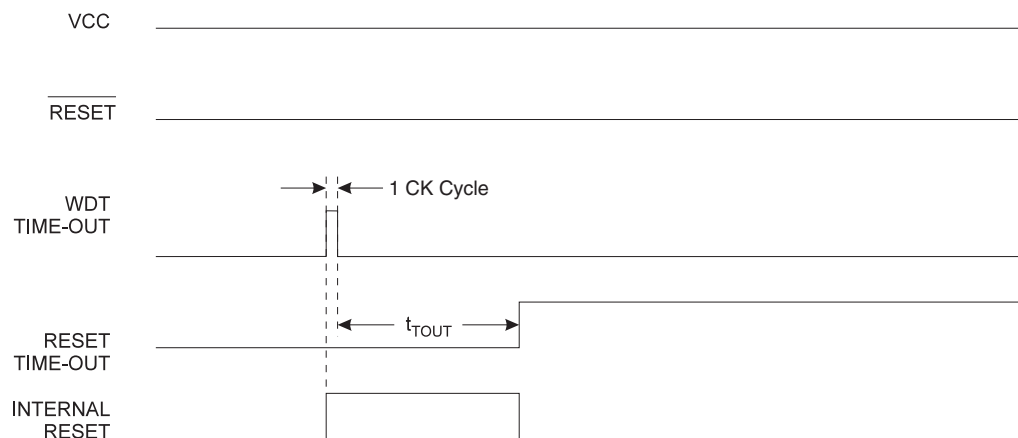 VCC
RESET
1 CK Cycle
WDT
TIME-OUT
tTOUT
RESET
TIME-OUT
INTERNAL
RESET